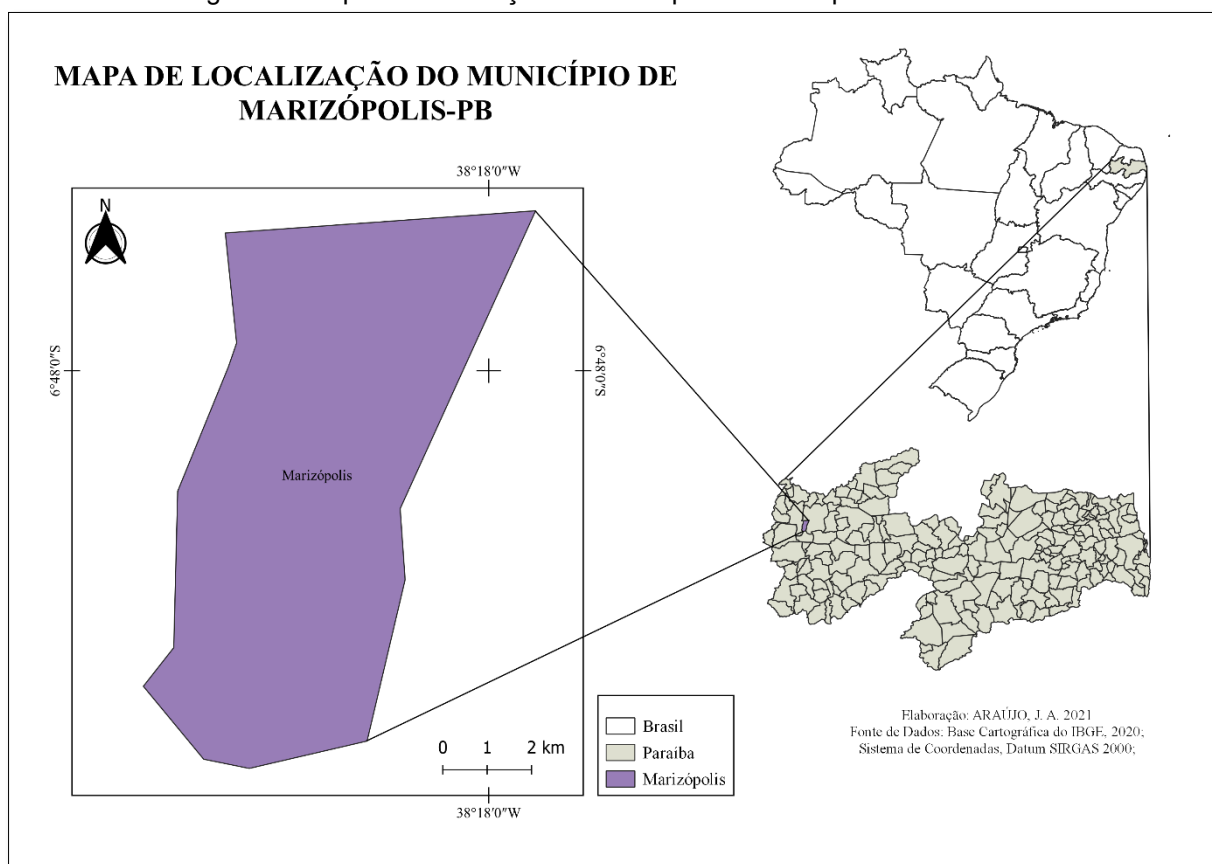 MAPA DE LOCALIZAÇÃO DO MUNICÍPIO DE
MARIZÓPOLIS-PB
38°18'0"W
N
6°48'0"S
6°48'0"S
Marizópolis
0 1 2 km
38°18'0"W
Brasil
Paraíba
Marizópolis
Elaboração: ARAÚJO, J. A. 2021
Fonte de Dados: Base Cartográfica do IBGE, 2020;
Sistema de Coordenadas, Datum SIRGAS 2000;